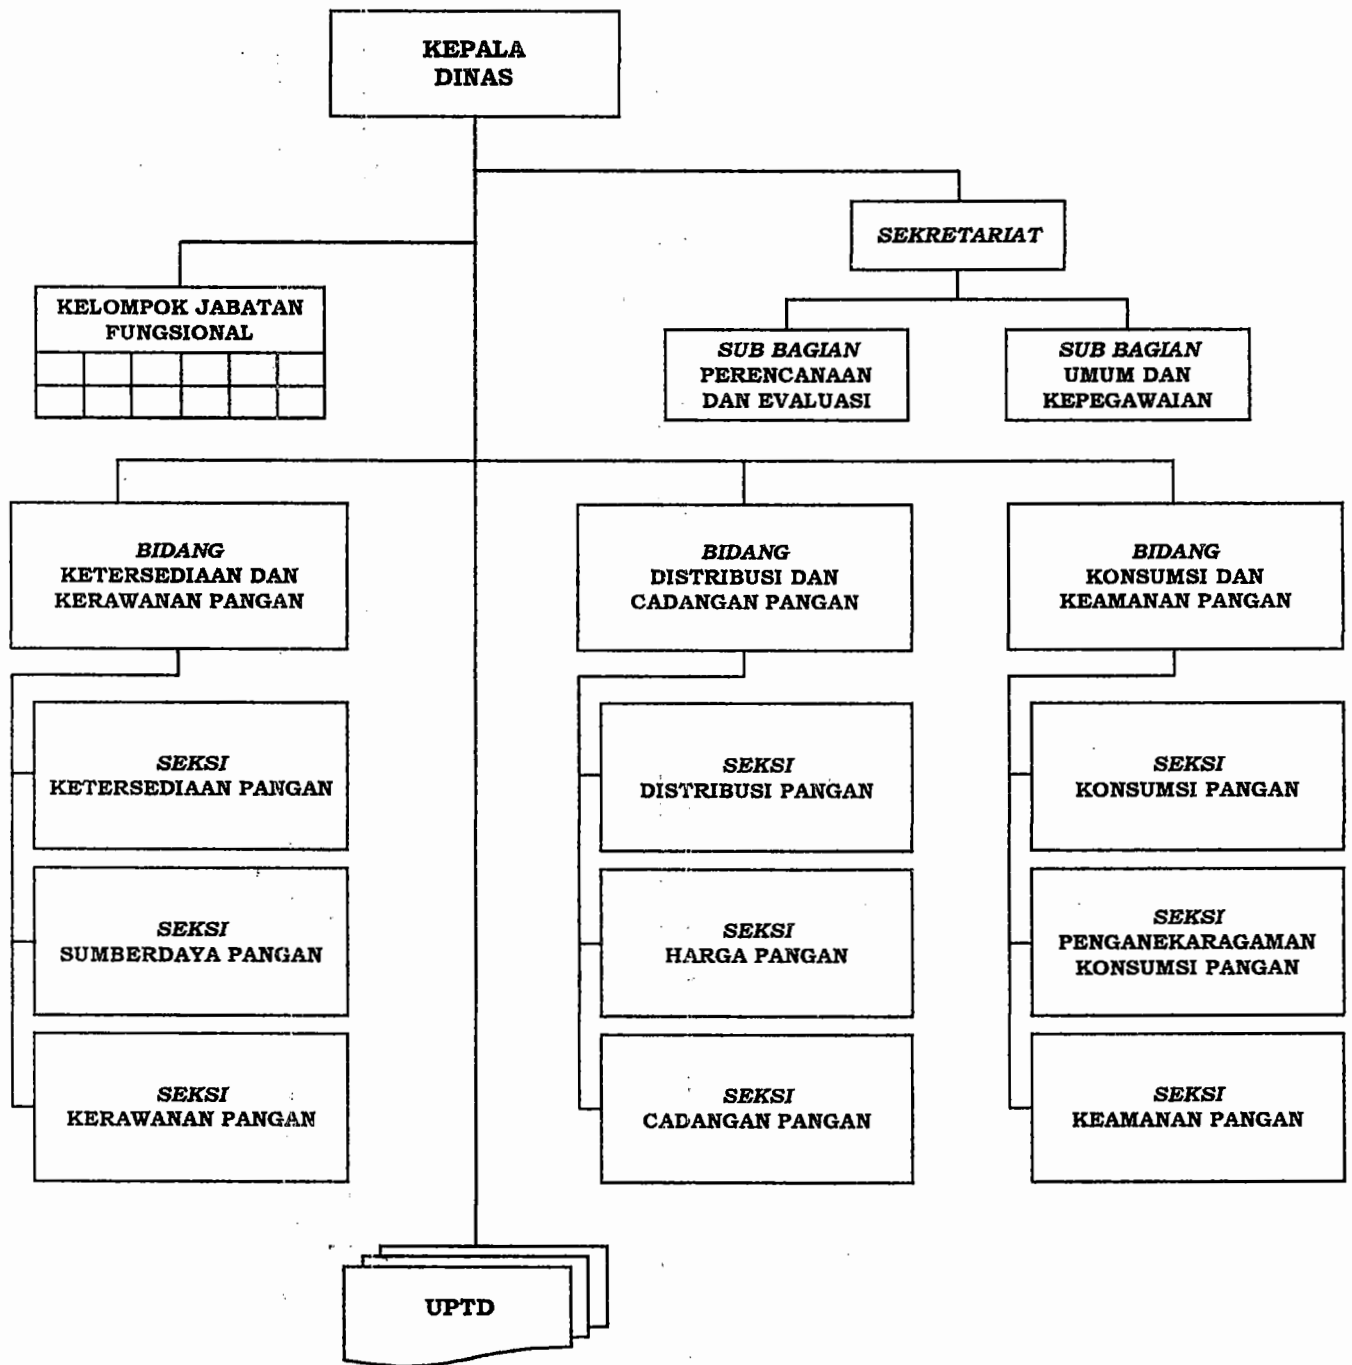 KEPALA
DINAS
SEKRETARIAT
KELOMPOK JABATAN
FUNGSIONAL
SUB BAGIAN
PERENCANAAN
DAN EVALUASI
SUB BAGIAN
UMUM DAN
KEPEGAWAIAN
BIDANG
KETERSEDIAAN DAN
KERAWANAN PANGAN
BIDANG
DISTRIBUSI DAN
CADANGAN PANGAN
BIDANG
KONSUMSI DAN
KEAMANAN PANGAN
SEKSI
KETERSEDIAAN PANGAN
SEKSI
DISTRIBUSI PANGAN
SEKSI
KONSUMSI PANGAN
SEKSI
SUMBERDAYA PANGAN
SEKSI
HARGA PANGAN
SEKSI
PENGANEKARAGAMAN
KONSUMSI PANGAN
SEKSI
KERAWANAN PANGAN
SEKSI
CADANGAN PANGAN
SEKSI
KEAMANAN PANGAN
UPTD